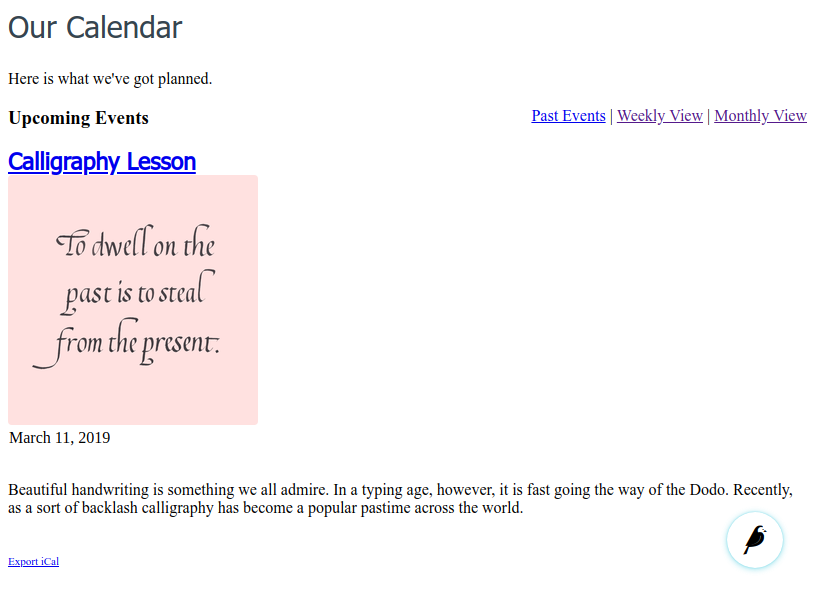 Our Calendar
Here is what we've got planned.
Upcoming Events
Past Events | Weekly View | Monthly View
Calligraphy Lesson
To dwell on the
past is to steal
from the present.
March 11, 2019
Beautiful handwriting is something we all admire. In a typing age, however, it is fast going the way of the Dodo. Recently,
as a sort of backlash calligraphy has become a popular pastime across the world.
Export iCal